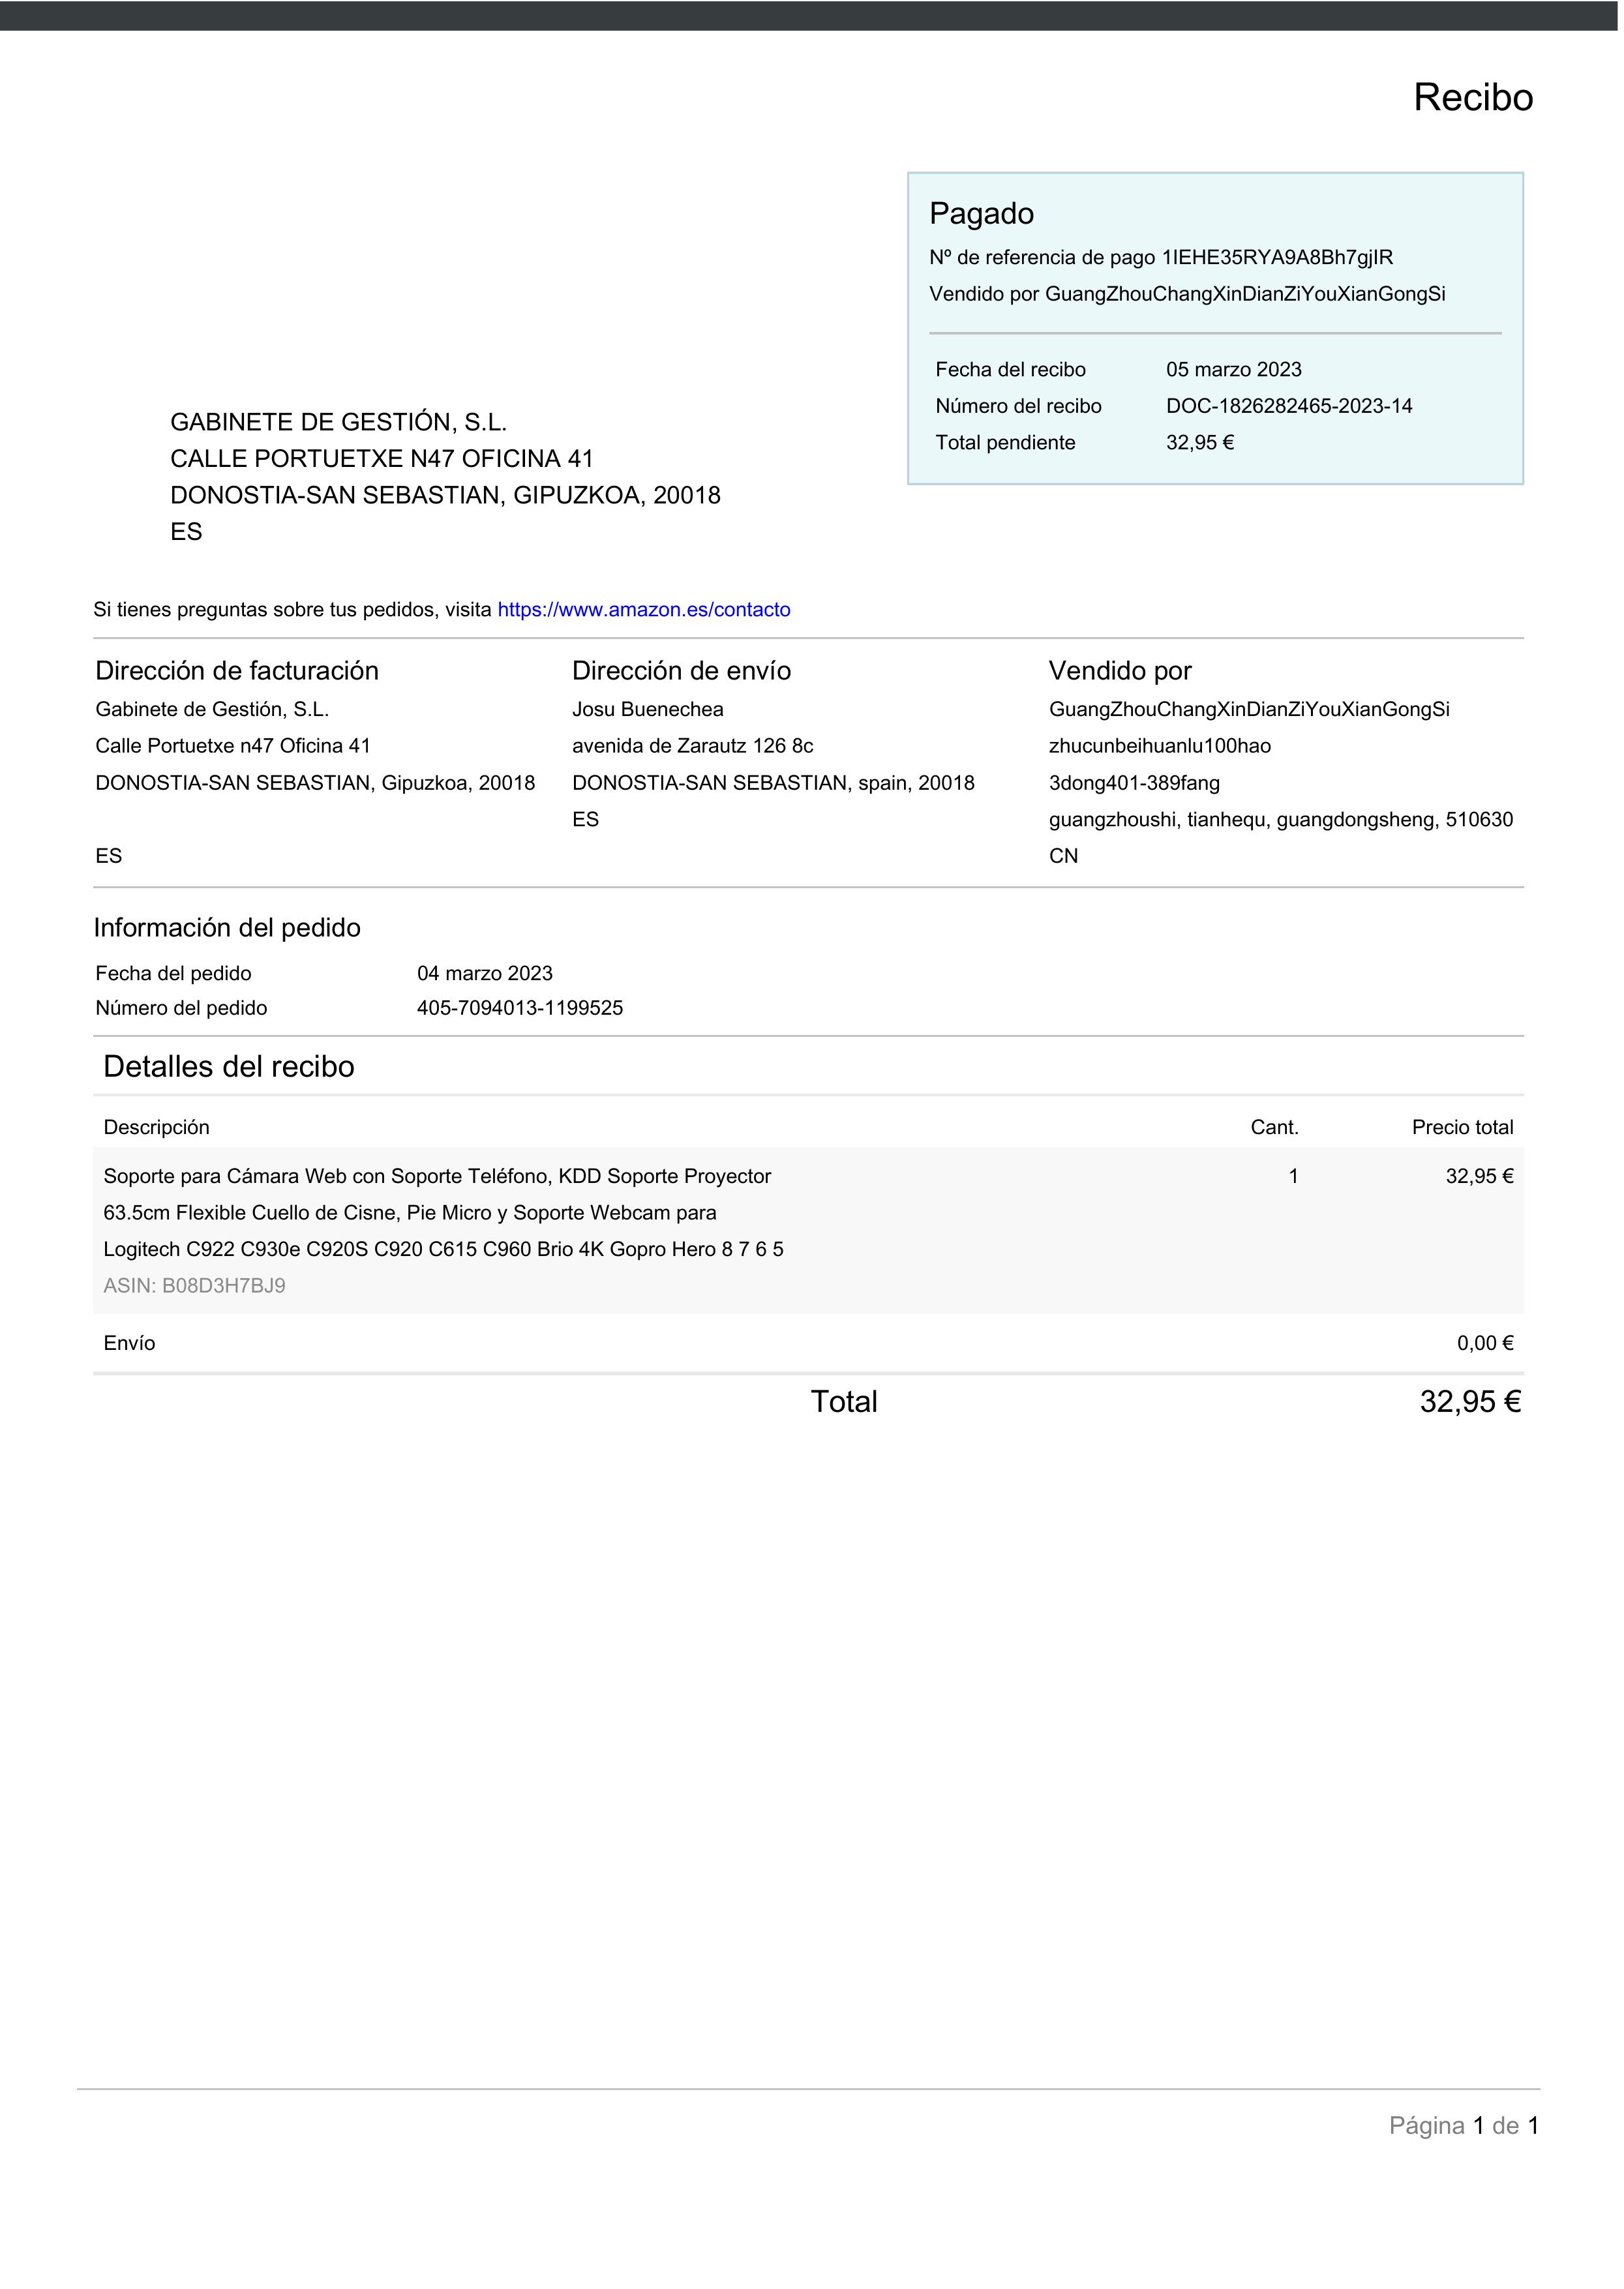 Recibo
Pagado
Nº de referencia de pago 1IEHE35RYA9A8Bh7gjIR
Vendido por GuangZhouChangXinDianZiYouXianGongSi
Fecha del recibo 05 marzo 2023
Número del recibo DOC-1826282465-2023-14
Total pendiente 32,95 €
GABINETE DE GESTIÓN, S.L.
CALLE PORTUETXE N47 OFICINA 41
DONOSTIA-SAN SEBASTIAN, GIPUZKOA, 20018
ES
Si tienes preguntas sobre tus pedidos, visita https://www.amazon.es/contacto
Dirección de facturación
Gabinete de Gestión, S.L.
Calle Portuetxe n47 Oficina 41
DONOSTIA-SAN SEBASTIAN, Gipuzkoa, 20018
ES
Dirección de envío
Josu Buenechea
avenida de Zarautz 126 8c
DONOSTIA-SAN SEBASTIAN, spain, 20018
ES
Vendido por
GuangZhouChangXinDianZiYouXianGongSi
zhucunbeihuanlu100hao
3dong401-389fang
guangzhoushi, tianhequ, guangdongsheng, 510630
CN
Información del pedido
Fecha del pedido 04 marzo 2023
Número del pedido 405-7094013-1199525
Detalles del recibo
Descripción Cant. Precio total
Soporte para Cámara Web con Soporte Teléfono, KDD Soporte Proyector 1 32,95 €
63.5cm Flexible Cuello de Cisne, Pie Micro y Soporte Webcam para
Logitech C922 C930e C920S C920 C615 C960 Brio 4K Gopro Hero 8 7 6 5
ASIN: B08D3H7BJ9
Envío 0,00 €
Total 32,95 €
Página 1 de 1